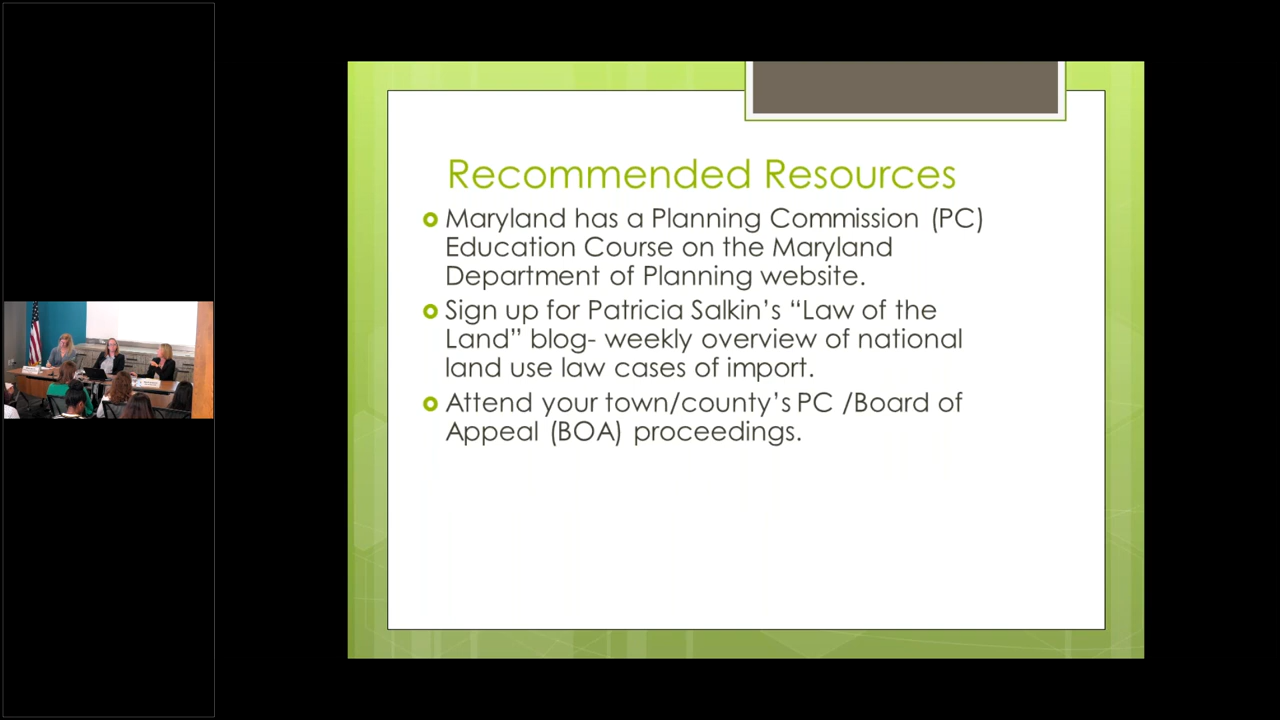 Recommended Resources
Maryland has a Planning Commission (PC)
Education Course on the Maryland
Department of Planning website.
Sign up for Patricia Salkin’s “Law of the
Land” blog- weekly overview of national
land use law cases of import.
Attend your town/county’s PC /Board of
Appeal (BOA) proceedings.